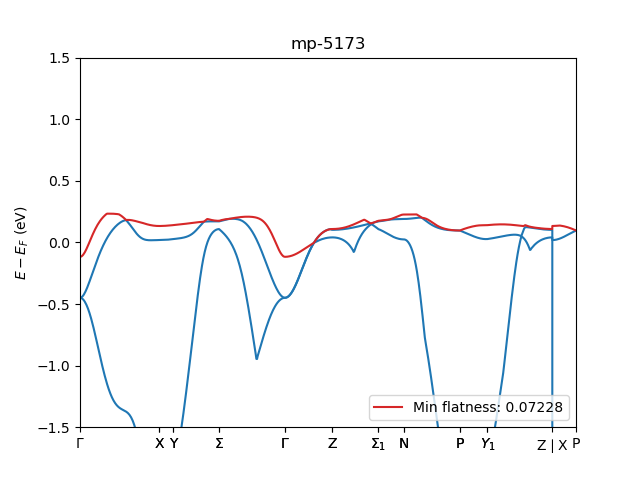 mp-5173
E − E_F (eV)
1.5
1.0
0.5
0.0
−0.5
−1.0
−1.5
Min flatness: 0.07228
Γ X Y Σ Γ Z Σ₁ N P Y₁ Z | X P